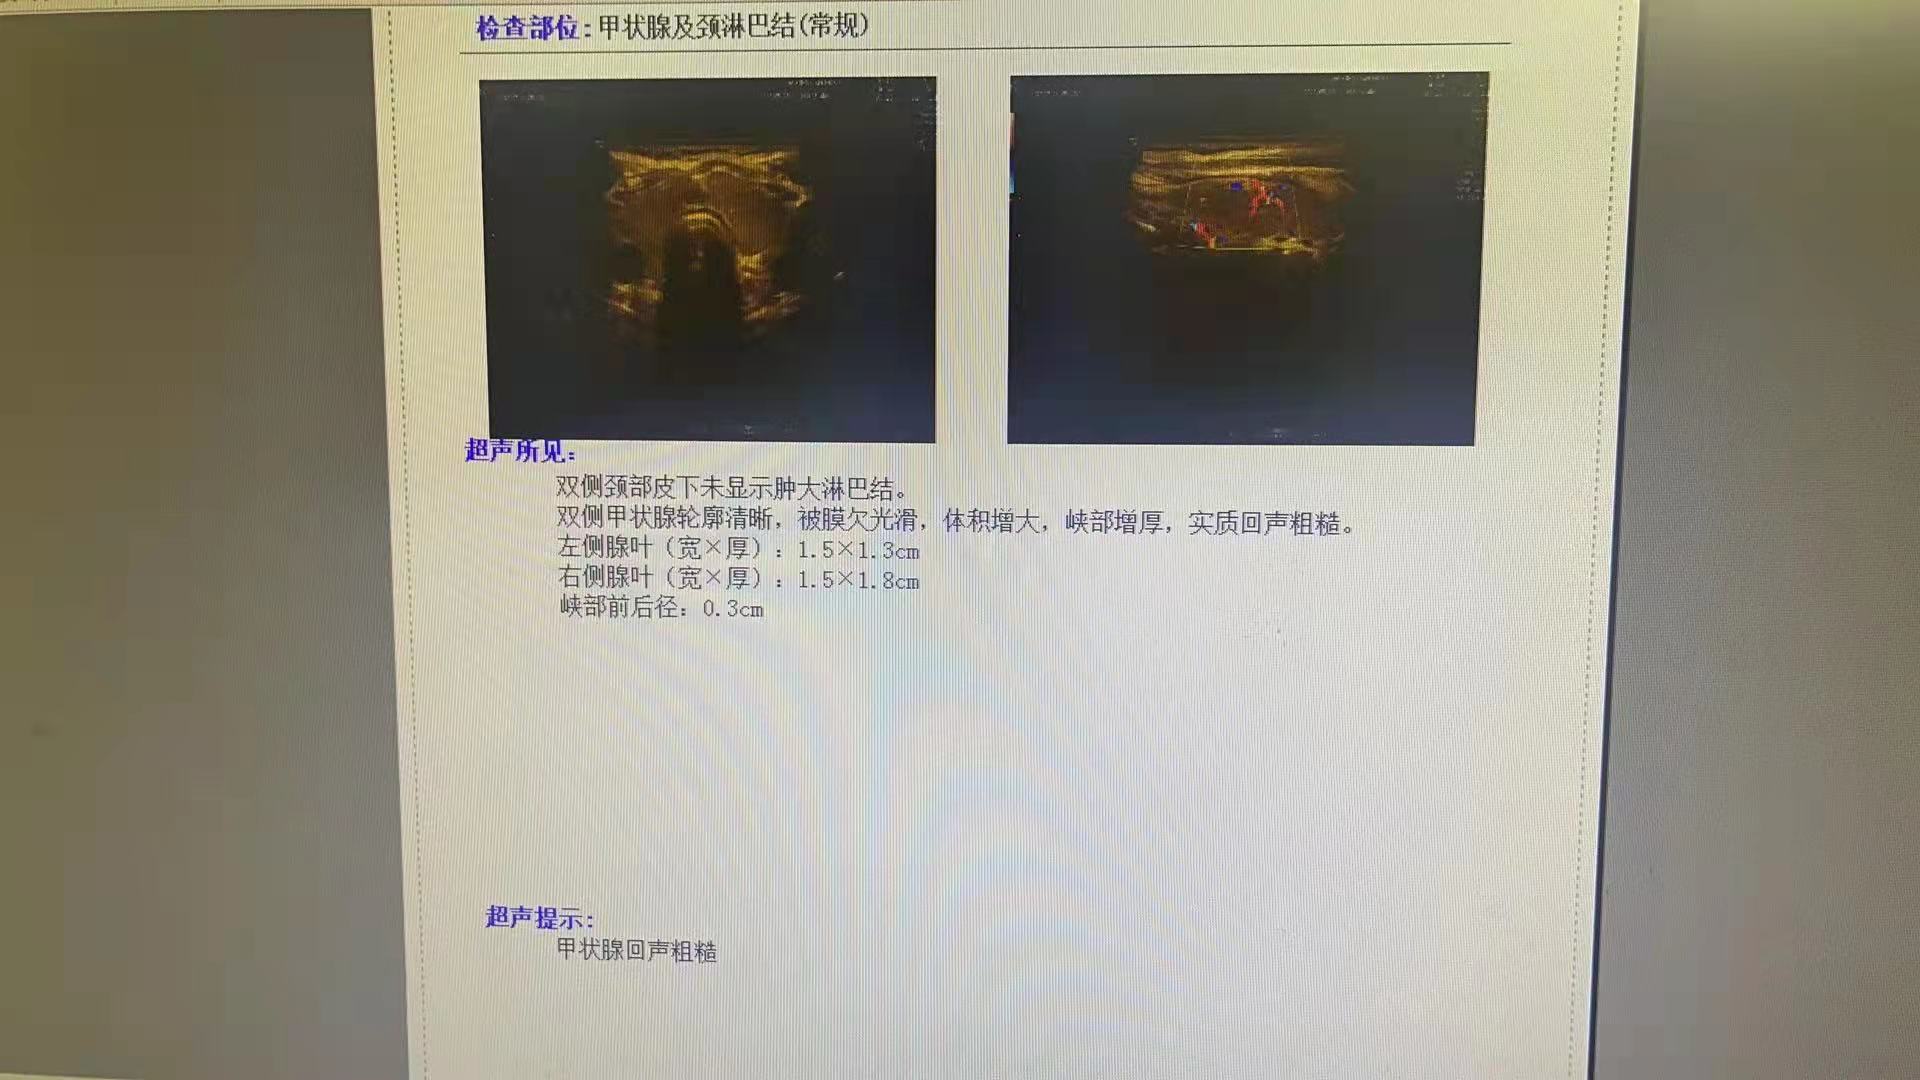 检查部位:甲状腺及颈淋巴结(常规)
超声所见:
双侧颈部皮下未显示肿大淋巴结。
双侧甲状腺轮廓清晰，被膜欠光滑，体积增大，峡部增厚，实质回声粗糙。
左侧腺叶（宽×厚）：1.5×1.3cm
右侧腺叶（宽×厚）：1.5×1.8cm
峡部前后径：0.3cm
超声提示:
甲状腺回声粗糙